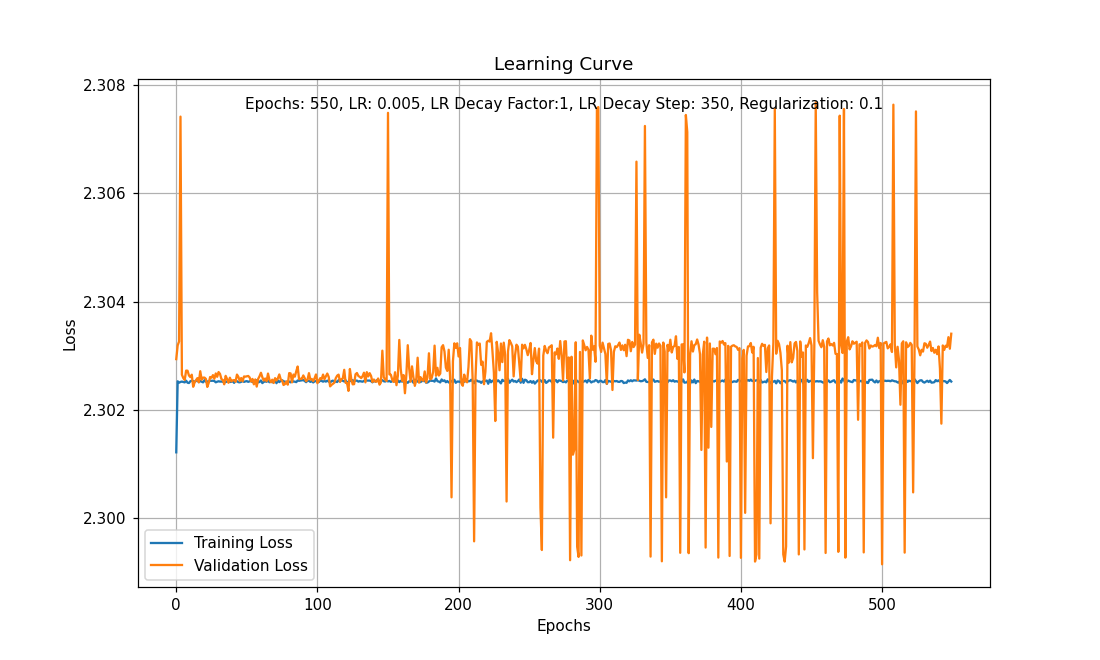 Learning Curve
Epochs: 550, LR: 0.005, LR Decay Factor:1, LR Decay Step: 350, Regularization: 0.1
2.308
2.306
2.304
2.302
2.300
Loss
Training Loss
Validation Loss
0 100 200 300 400 500
Epochs